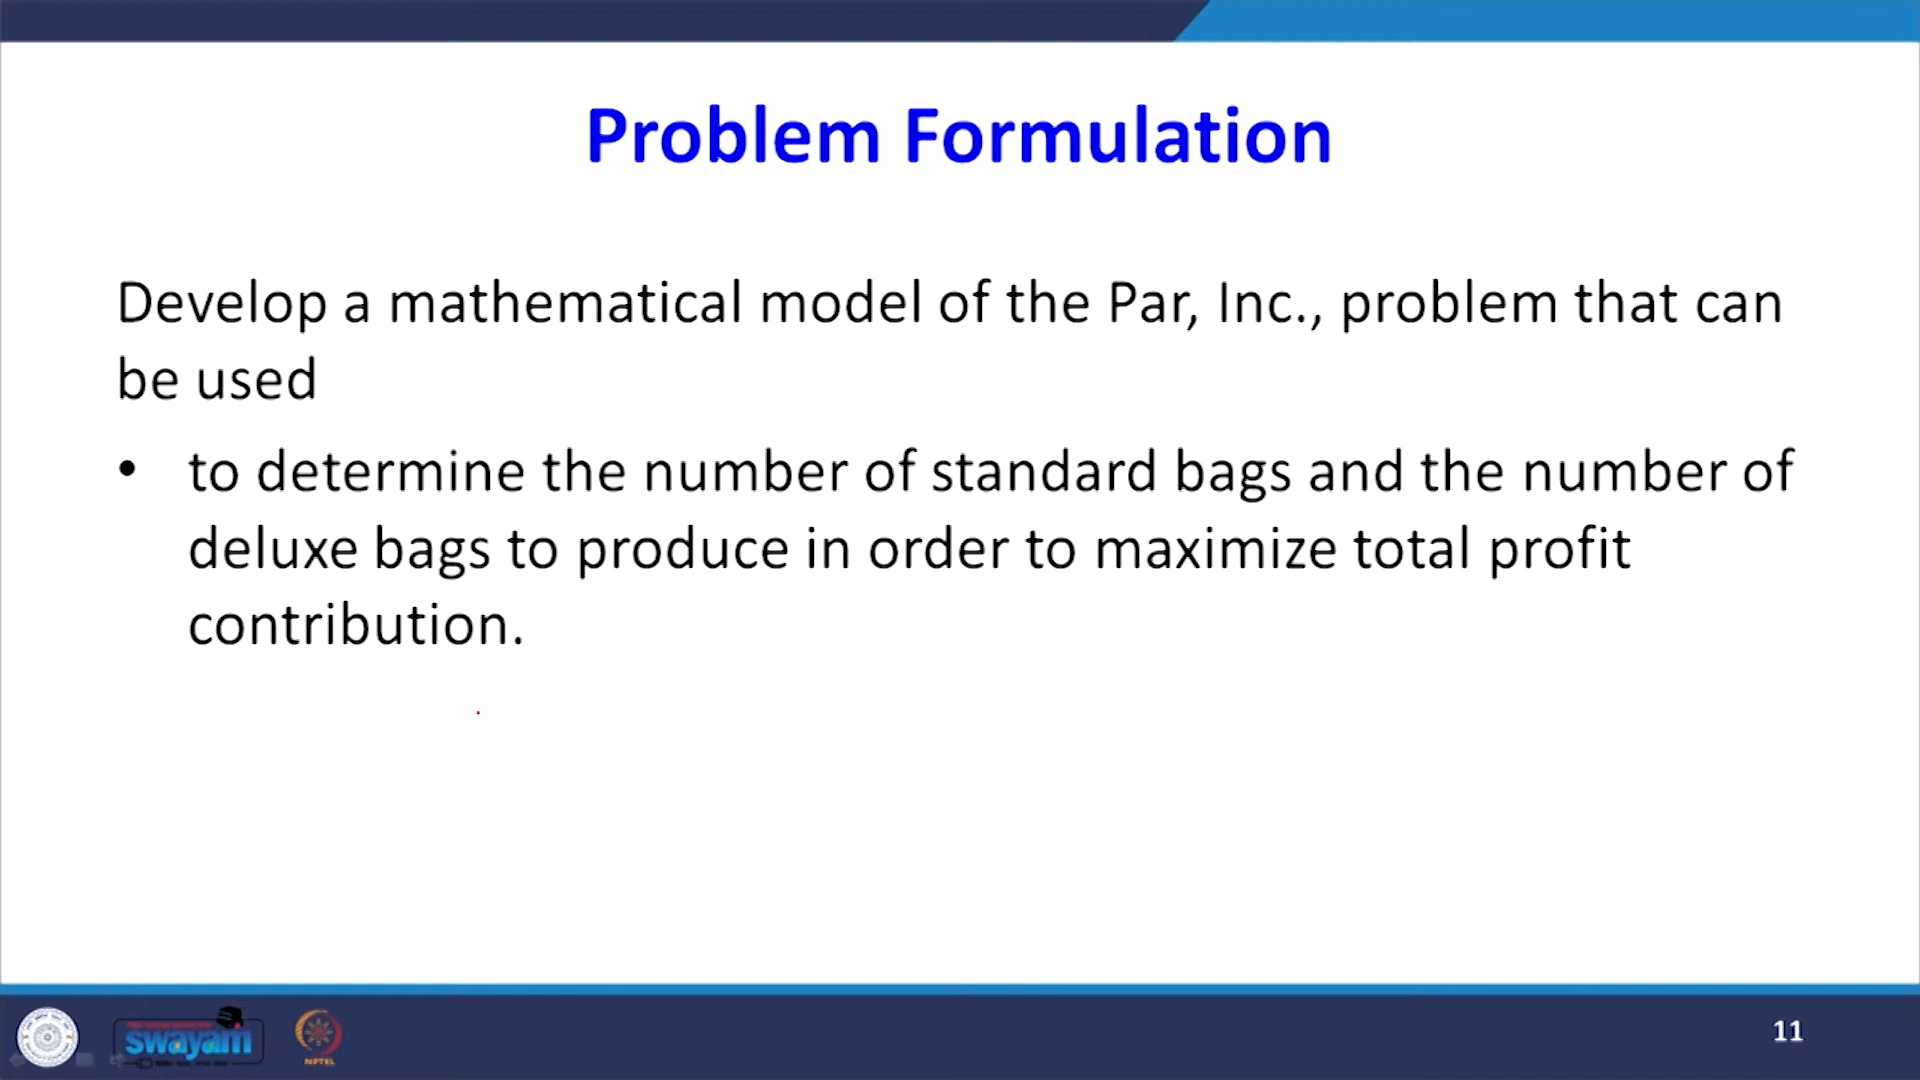 Problem Formulation
Develop a mathematical model of the Par, Inc., problem that can
be used
• to determine the number of standard bags and the number of
deluxe bags to produce in order to maximize total profit
contribution.
swayam
NPTEL
11